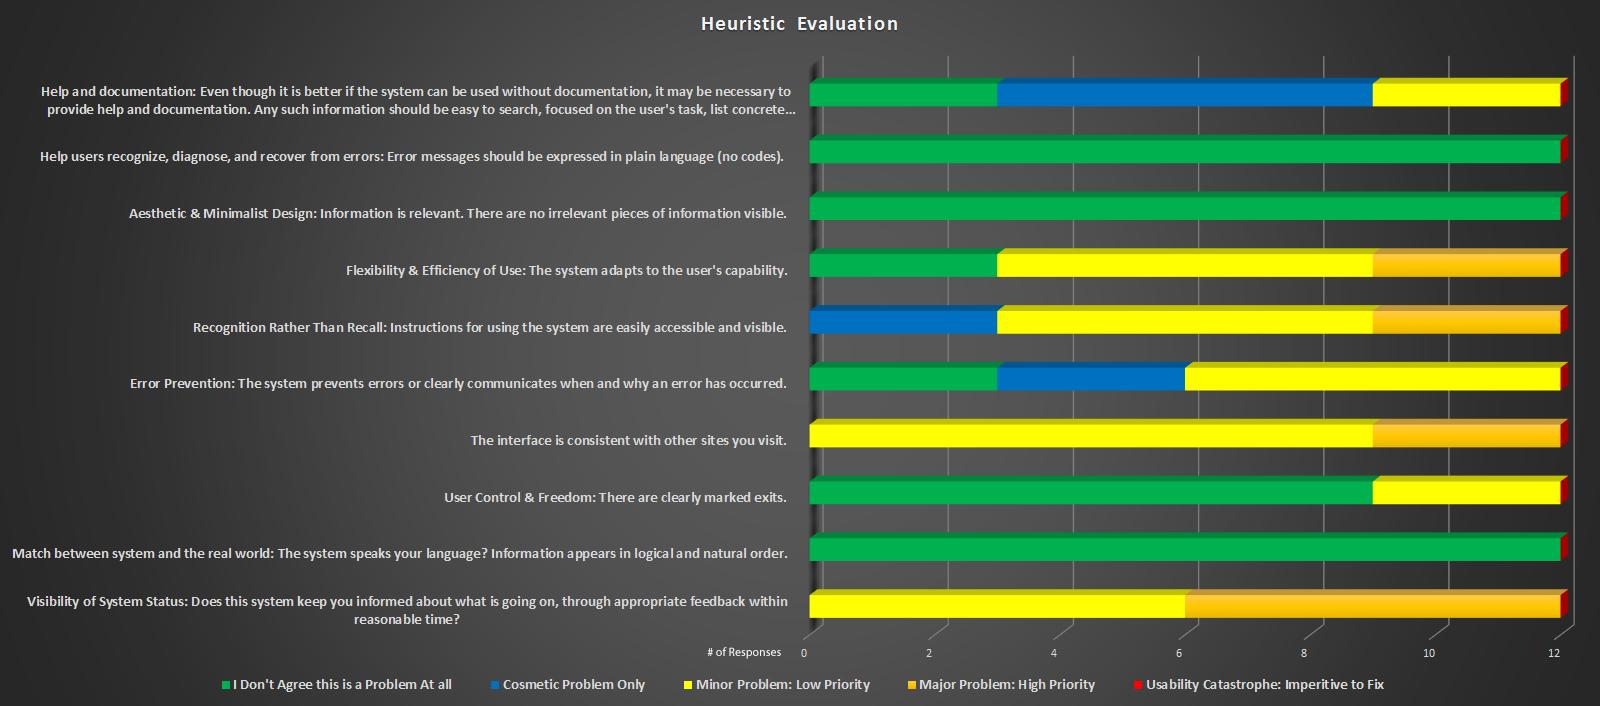 Heuristic Evaluation
Help and documentation: Even though it is better if the system can be used without documentation, it may be necessary to
provide help and documentation. Any such information should be easy to search, focused on the user's task, list concrete...
Help users recognize, diagnose, and recover from errors: Error messages should be expressed in plain language (no codes).
Aesthetic & Minimalist Design: Information is relevant. There are no irrelevant pieces of information visible.
Flexibility & Efficiency of Use: The system adapts to the user's capability.
Recognition Rather Than Recall: Instructions for using the system are easily accessible and visible.
Error Prevention: The system prevents errors or clearly communicates when and why an error has occurred.
The interface is consistent with other sites you visit.
User Control & Freedom: There are clearly marked exits.
Match between system and the real world: The system speaks your language? Information appears in logical and natural order.
Visibility of System Status: Does this system keep you informed about what is going on, through appropriate feedback within
reasonable time?
# of Responses 0 2 4 6 8 10 12
I Don't Agree this is a Problem At all Cosmetic Problem Only Minor Problem: Low Priority Major Problem: High Priority Usability Catastrophe: Imperitive to Fix